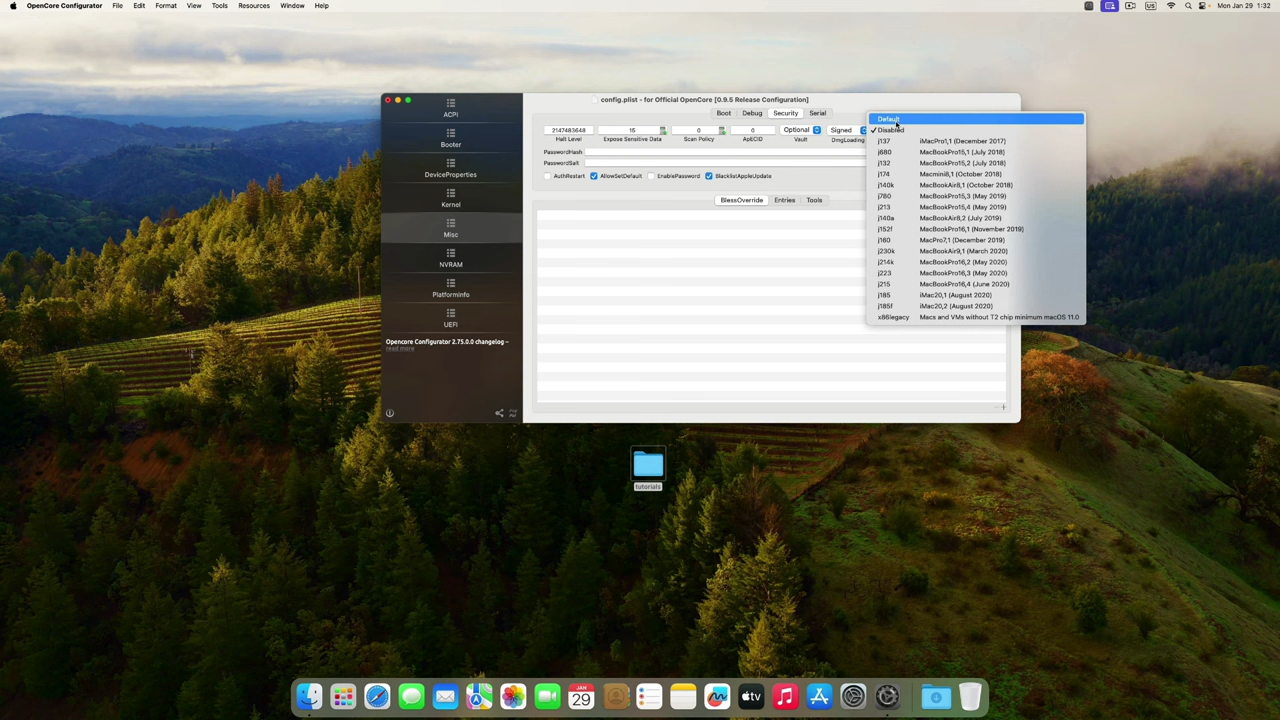 OpenCore Configurator File Edit Format View Tools Resources Window Help US Mon Jan 29 1:32
config.plist - for Official OpenCore [0.9.5 Release Configuration]
ACPI
Booter
DeviceProperties
Kernel
Misc
NVRAM
PlatformInfo
UEFI
Opencore Configurator 2.75.0.0 changelog –
read more
Boot Debug Security Serial
2147483648 15 0 0 Optional Signed
Halt Level Expose Sensitive Data Scan Policy ApECID Vault DmgLoading
PasswordHash
PasswordSalt
AuthRestart AllowSetDefault EnablePassword BlacklistAppleUpdate
BlessOverride Entries Tools
Default
Disabled
j137 iMacPro1,1 (December 2017)
j680 MacBookPro15,1 (July 2018)
j132 MacBookPro15,2 (July 2018)
j174 Macmini8,1 (October 2018)
j140k MacBookAir8,1 (October 2018)
j780 MacBookPro15,3 (May 2019)
j213 MacBookPro15,4 (May 2019)
j140a MacBookAir8,2 (July 2019)
j152f MacBookPro16,1 (November 2019)
j160 MacPro7,1 (December 2019)
j230k MacBookAir9,1 (March 2020)
j214k MacBookPro16,2 (May 2020)
j223 MacBookPro16,3 (May 2020)
j215 MacBookPro16,4 (June 2020)
j185 iMac20,1 (August 2020)
j185f iMac20,2 (August 2020)
x86legacy Macs and VMs without T2 chip minimum macOS 11.0
tutorials
JAN
29
tv